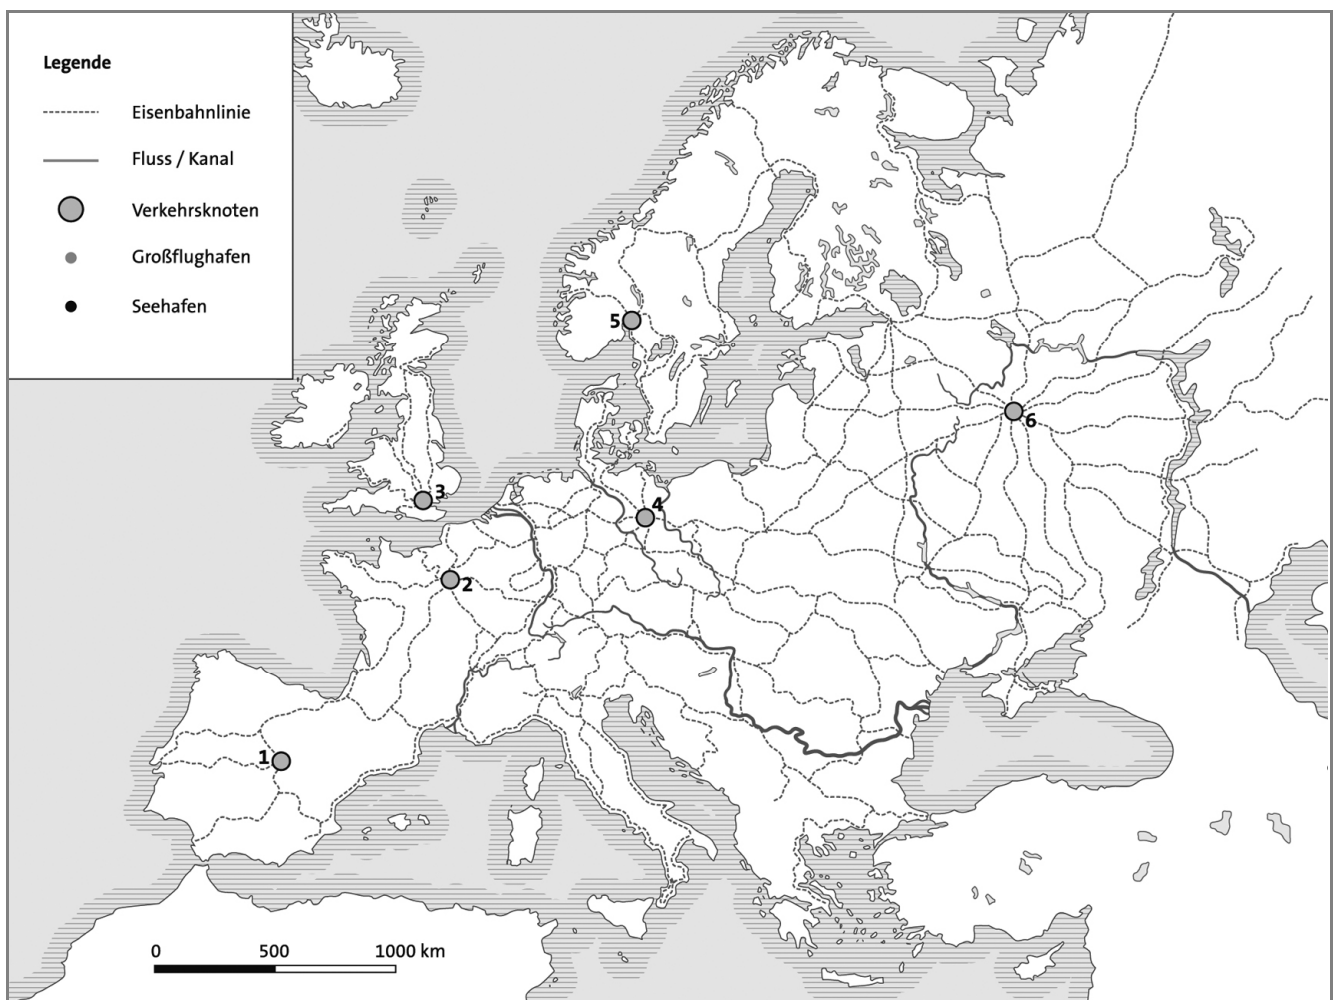 Legende
Eisenbahnlinie
Fluss / Kanal
Verkehrsknoten
Großflughafen
Seehafen
5
6
3
4
2
1
0 500 1000 km